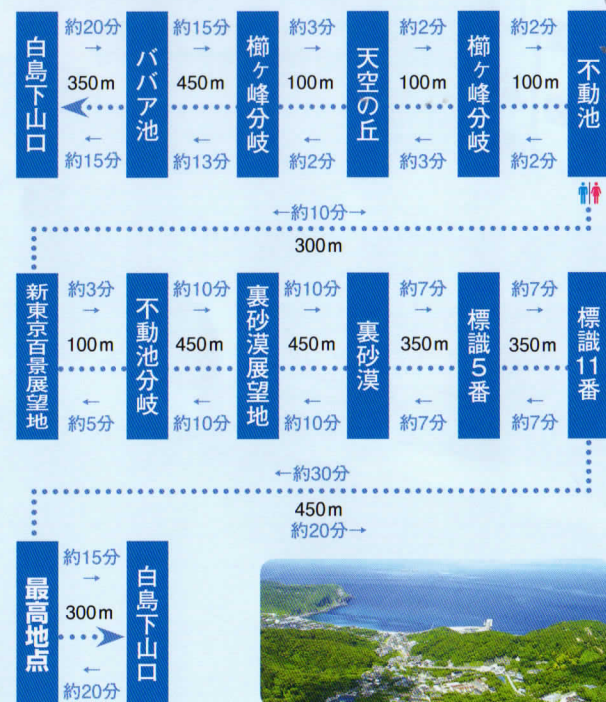 約20分 約15分 約3分 約2分 約2分
→ → → → →
白島下山口 350m ババア池 450m 櫛ヶ峰分岐 100m 天空の丘 100m 櫛ヶ峰分岐 100m 不動池
← ← ← ← ←
約15分 約13分 約2分 約3分 約2分
←約10分→
300m
約3分 約10分 約10分 約7分 約7分
→ → → → →
新東京百景展望地 100m 不動池分岐 450m 裏砂漠展望地 450m 裏砂漠 350m 標識5番 350m 標識11番
← ← ← ← ←
約5分 約10分 約10分 約7分 約7分
←約30分
450m
約20分→
約15分
→
最高地点 300m 白島下山口
←
約20分